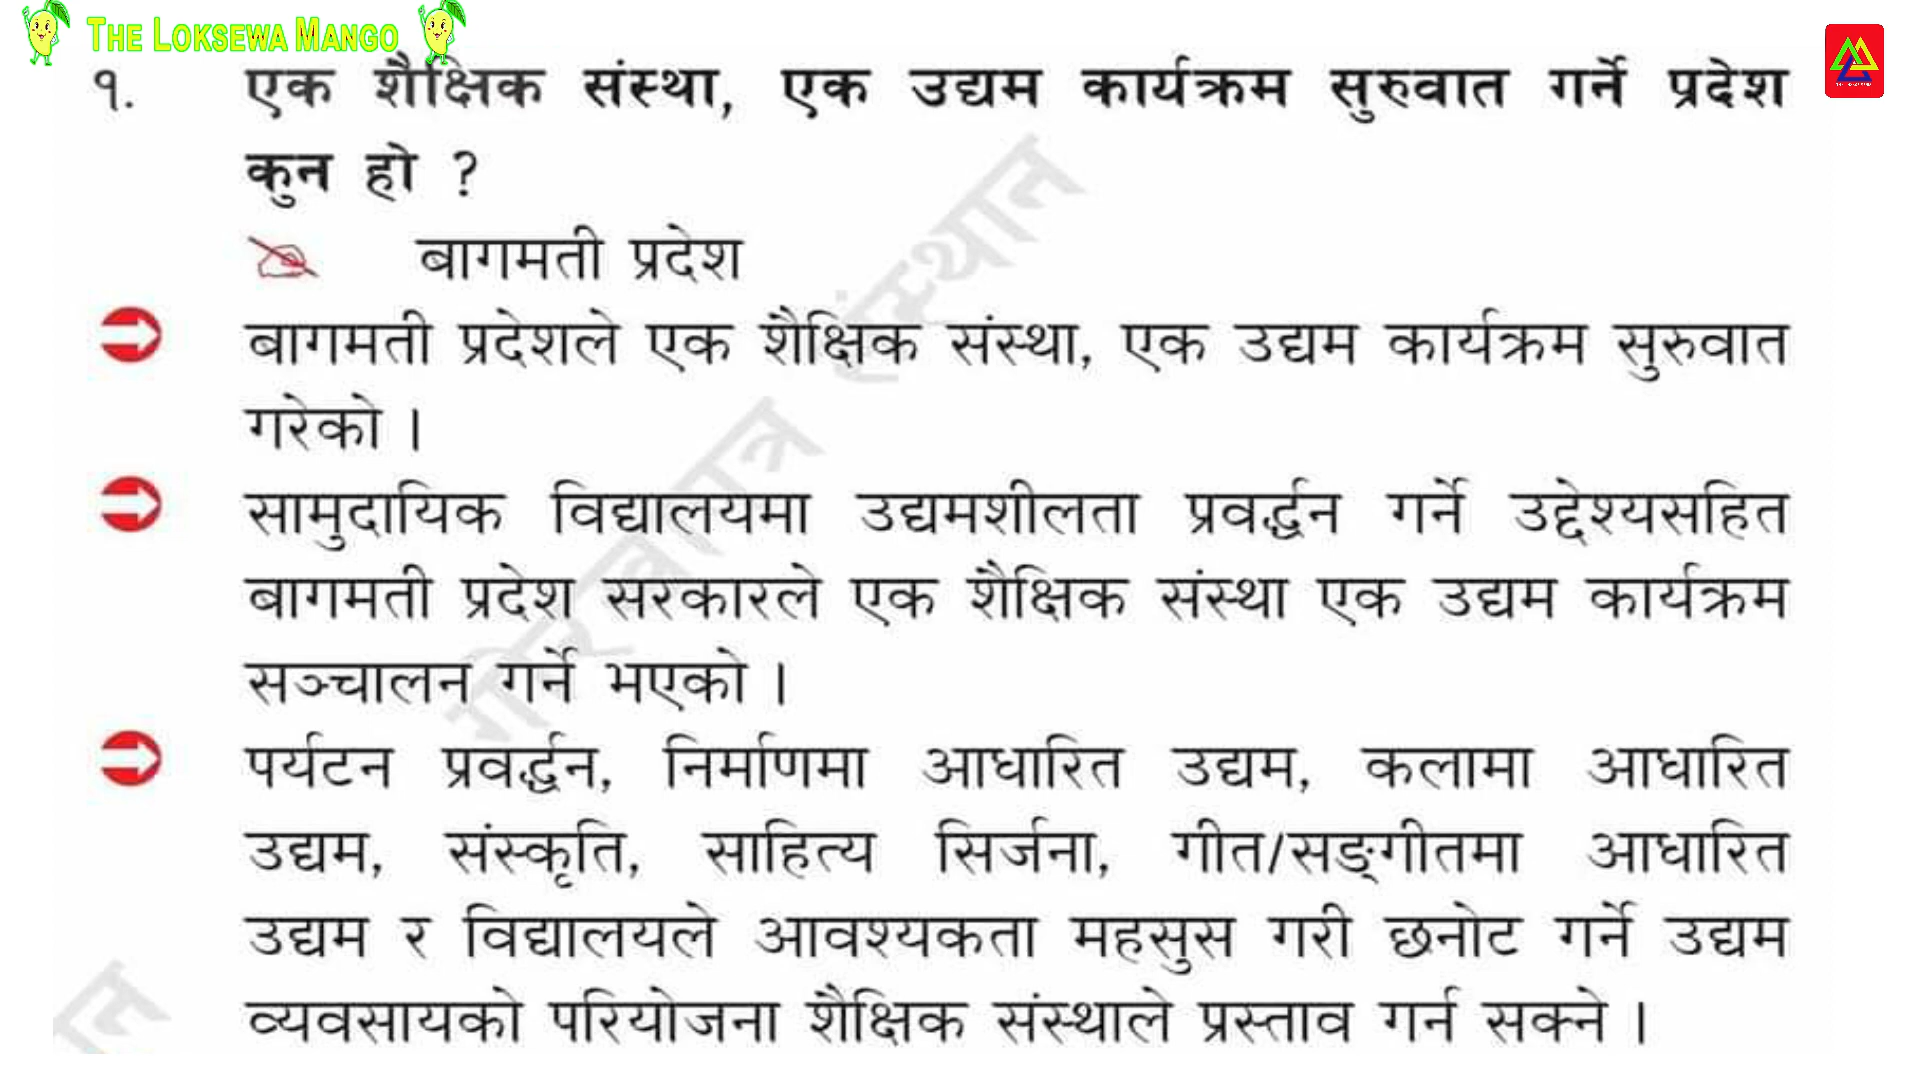 THE LOKSEWA MANGO
१. एक शैक्षिक संस्था, एक उद्यम कार्यक्रम सुरुवात गर्ने प्रदेश
कुन हो ?
बागमती प्रदेश
बागमती प्रदेशले एक शैक्षिक संस्था, एक उद्यम कार्यक्रम सुरुवात
गरेको ।
सामुदायिक विद्यालयमा उद्यमशीलता प्रवर्द्धन गर्ने उद्देश्यसहित
बागमती प्रदेश सरकारले एक शैक्षिक संस्था एक उद्यम कार्यक्रम
सञ्चालन गर्ने भएको ।
पर्यटन प्रवर्द्धन, निर्माणमा आधारित उद्यम, कलामा आधारित
उद्यम, संस्कृति, साहित्य सिर्जना, गीत/सङ्गीतमा आधारित
उद्यम र विद्यालयले आवश्यकता महसुस गरी छनोट गर्ने उद्यम
व्यवसायको परियोजना शैक्षिक संस्थाले प्रस्ताव गर्न सक्ने ।